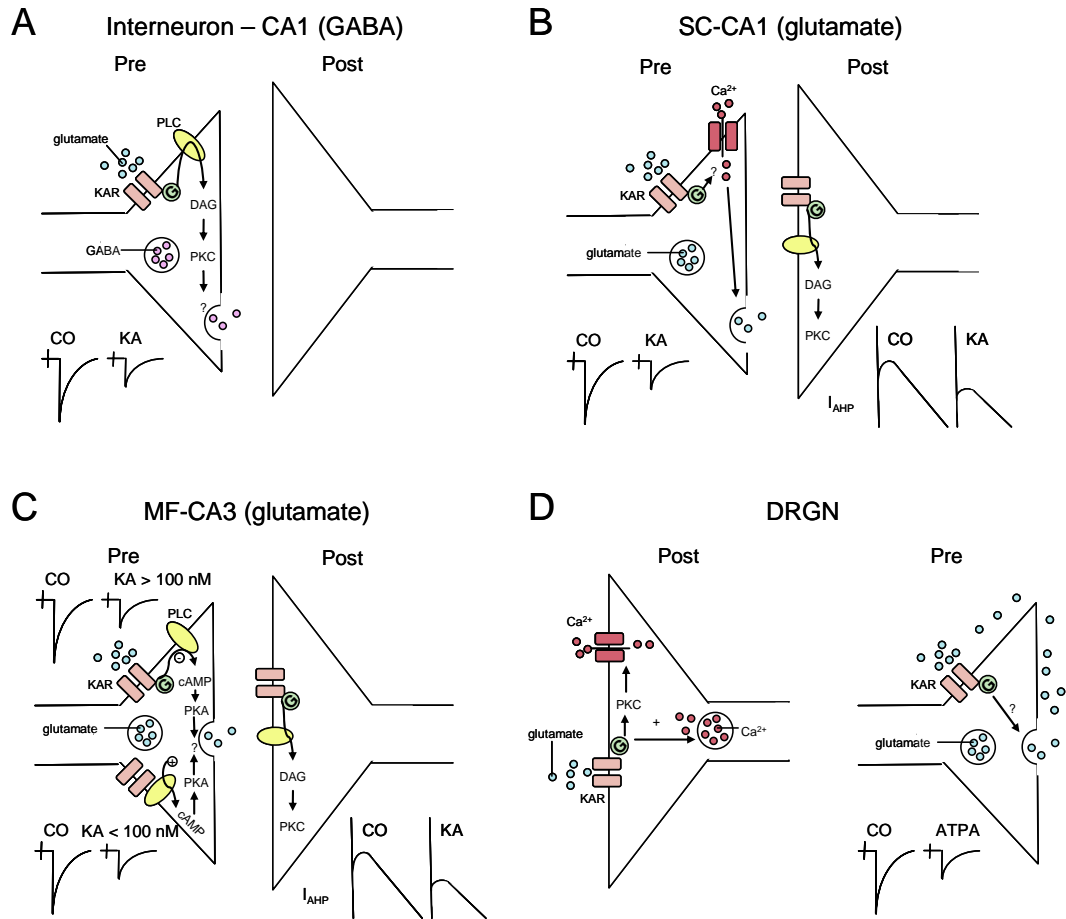 A
Interneuron – CA1 (GABA)
Pre
Post
PLC
glutamate
KAR
G
DAG
GABA
PKC
?
CO
KA
B
SC-CA1 (glutamate)
Pre
Post
Ca2+
KAR
G
?
G
glutamate
DAG
PKC
CO
KA
CO
KA
IAHP
C
MF-CA3 (glutamate)
Pre
Post
CO
KA > 100 nM
PLC
-
KAR
G
cAMP
G
PKA
glutamate
?
+
PKA
cAMP
DAG
PKC
CO
KA < 100 nM
CO
KA
IAHP
D
DRGN
Post
Pre
Ca2+
KAR
G
PKC
?
+
Ca2+
glutamate
G
glutamate
KAR
CO
ATPA